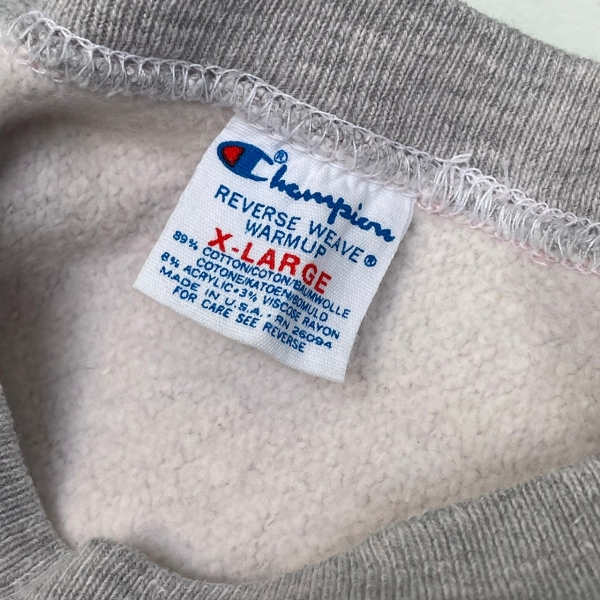 Champion®
REVERSE WEAVE®
WARMUP
X-LARGE
89% COTTON/COTON/BAUMWOLLE
COTONE/KATOEN/BOMULD
8% ACRYLIC•3% VISCOSE RAYON
MADE IN U.S.A. RN 26094
FOR CARE SEE REVERSE